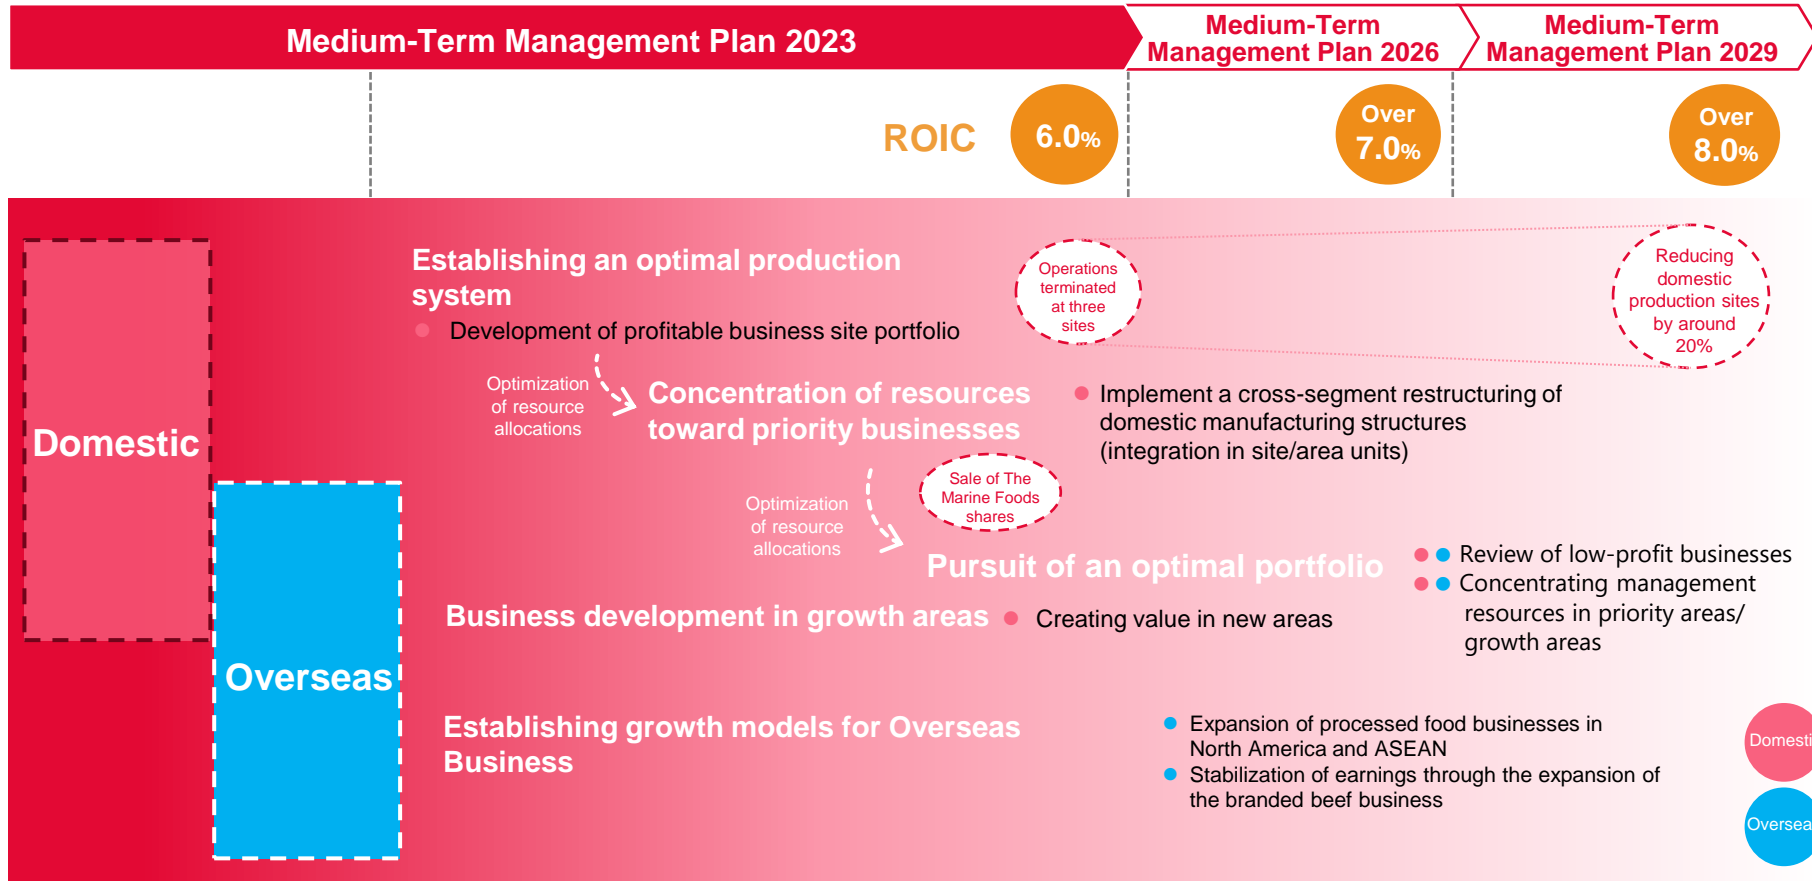 Medium-Term Management Plan 2023
Medium-Term
Management Plan 2026
Medium-Term
Management Plan 2029
ROIC
6.0%
Over
7.0%
Over
8.0%
Domestic
Overseas
Establishing an optimal production
system
Development of profitable business site portfolio
Operations
terminated
at three
sites
Reducing
domestic
production sites
by around
20%
Optimization
of resource
allocations
Concentration of resources
toward priority businesses
Implement a cross-segment restructuring of
domestic manufacturing structures
(integration in site/area units)
Sale of The
Marine Foods
shares
Optimization
of resource
allocations
Pursuit of an optimal portfolio
Review of low-profit businesses
Concentrating management
resources in priority areas/
growth areas
Business development in growth areas
Creating value in new areas
Establishing growth models for Overseas
Business
Expansion of processed food businesses in
North America and ASEAN
Stabilization of earnings through the expansion of
the branded beef business
Domesti
Oversea